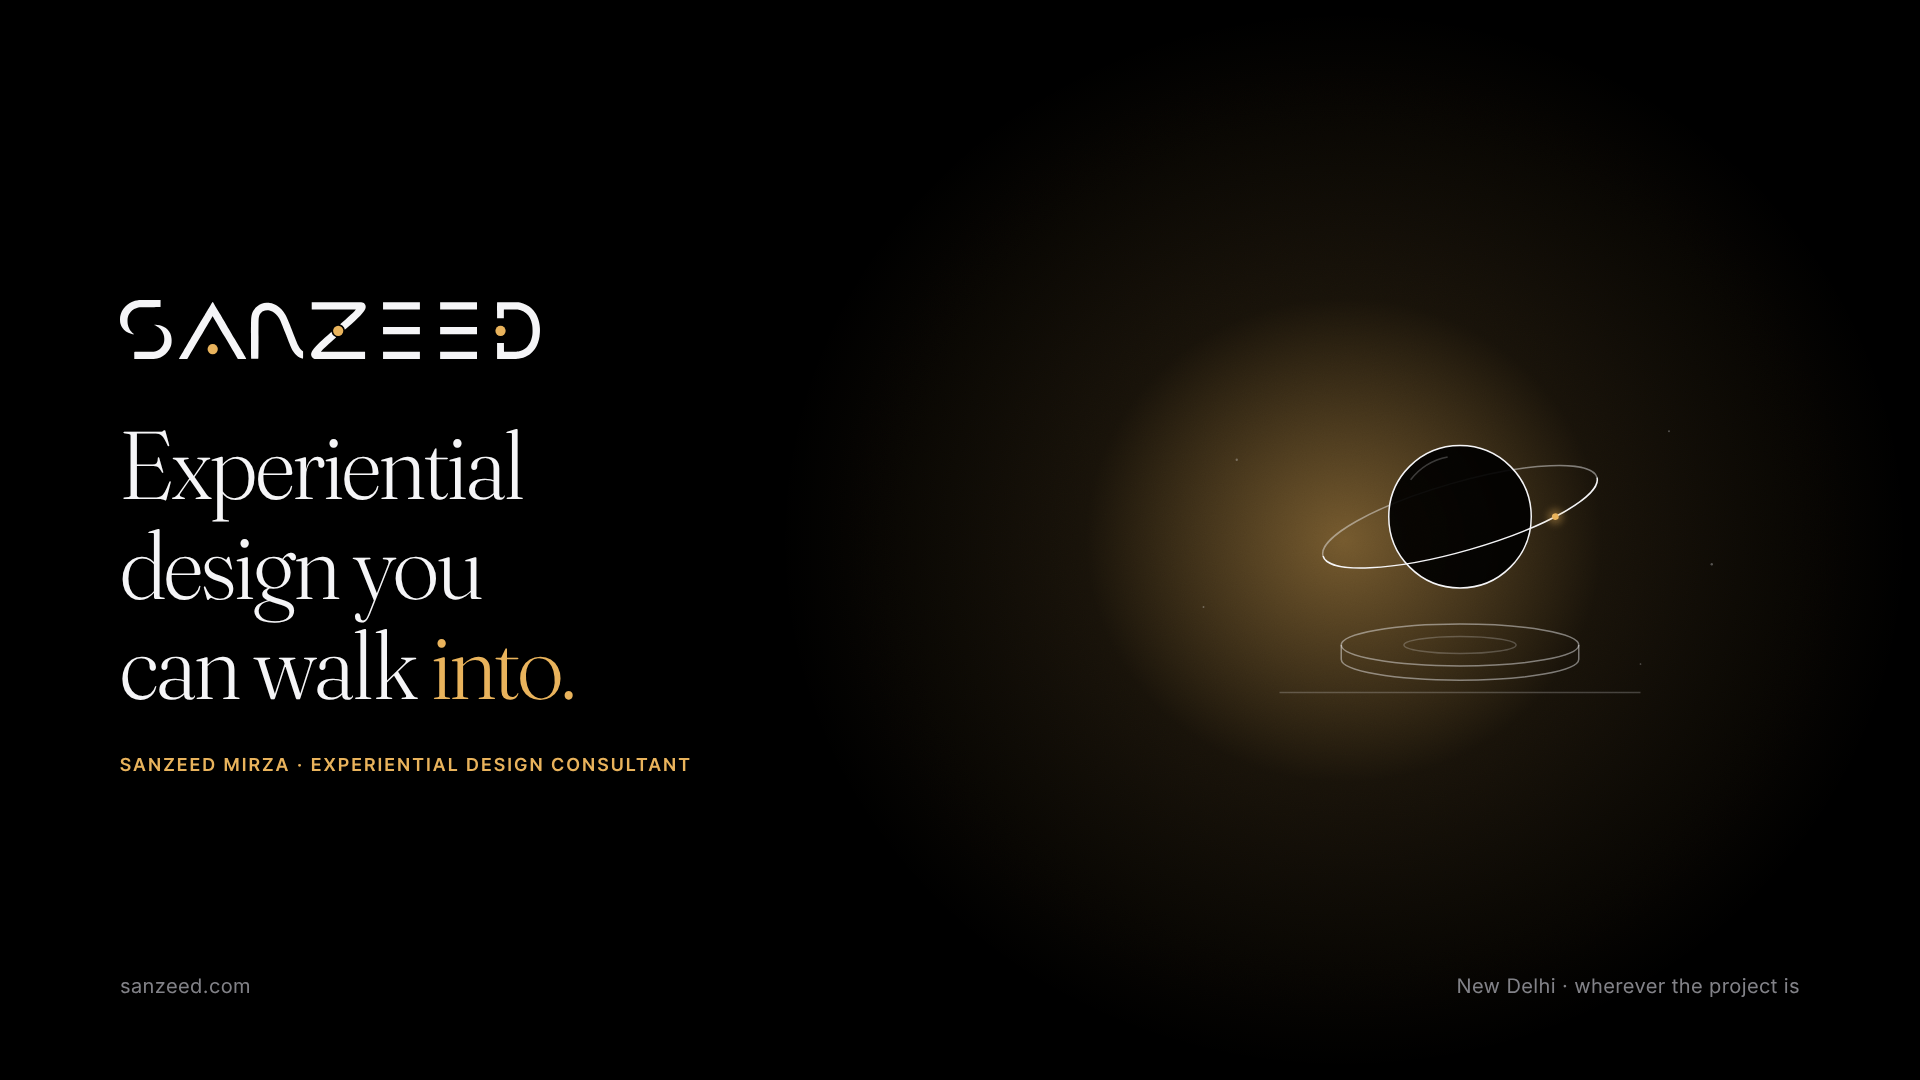 SANZEED
Experiential
design you
can walk into.
SANZEED MIRZA · EXPERIENTIAL DESIGN CONSULTANT
sanzeed.com
New Delhi · wherever the project is